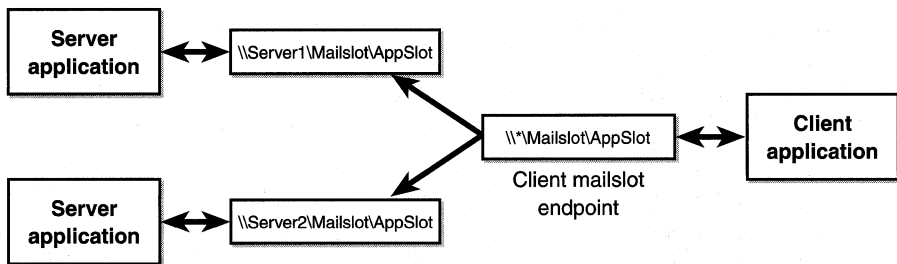 Server
application
\\Server1\Mailslot\AppSlot
\\*\Mailslot\AppSlot
Client mailslot
endpoint
Client
application
Server
application
\\Server2\Mailslot\AppSlot